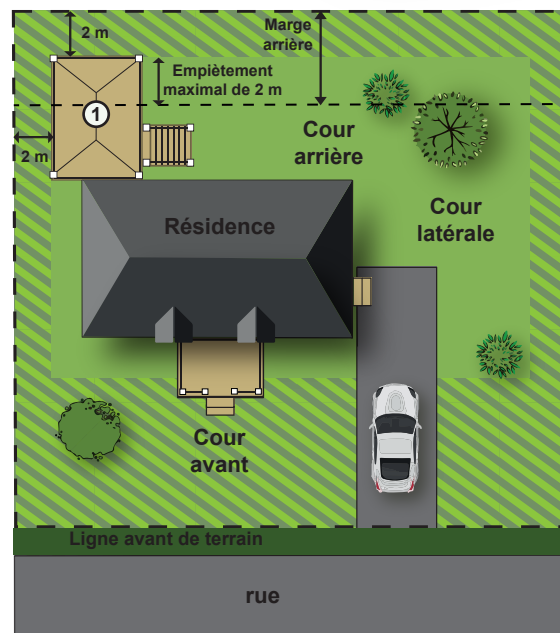 2 m
Marge
arrière
Empiètement
maximal de 2 m
1
2 m
Cour
arrière
Résidence
Cour
latérale
Cour
avant
Ligne avant de terrain
rue